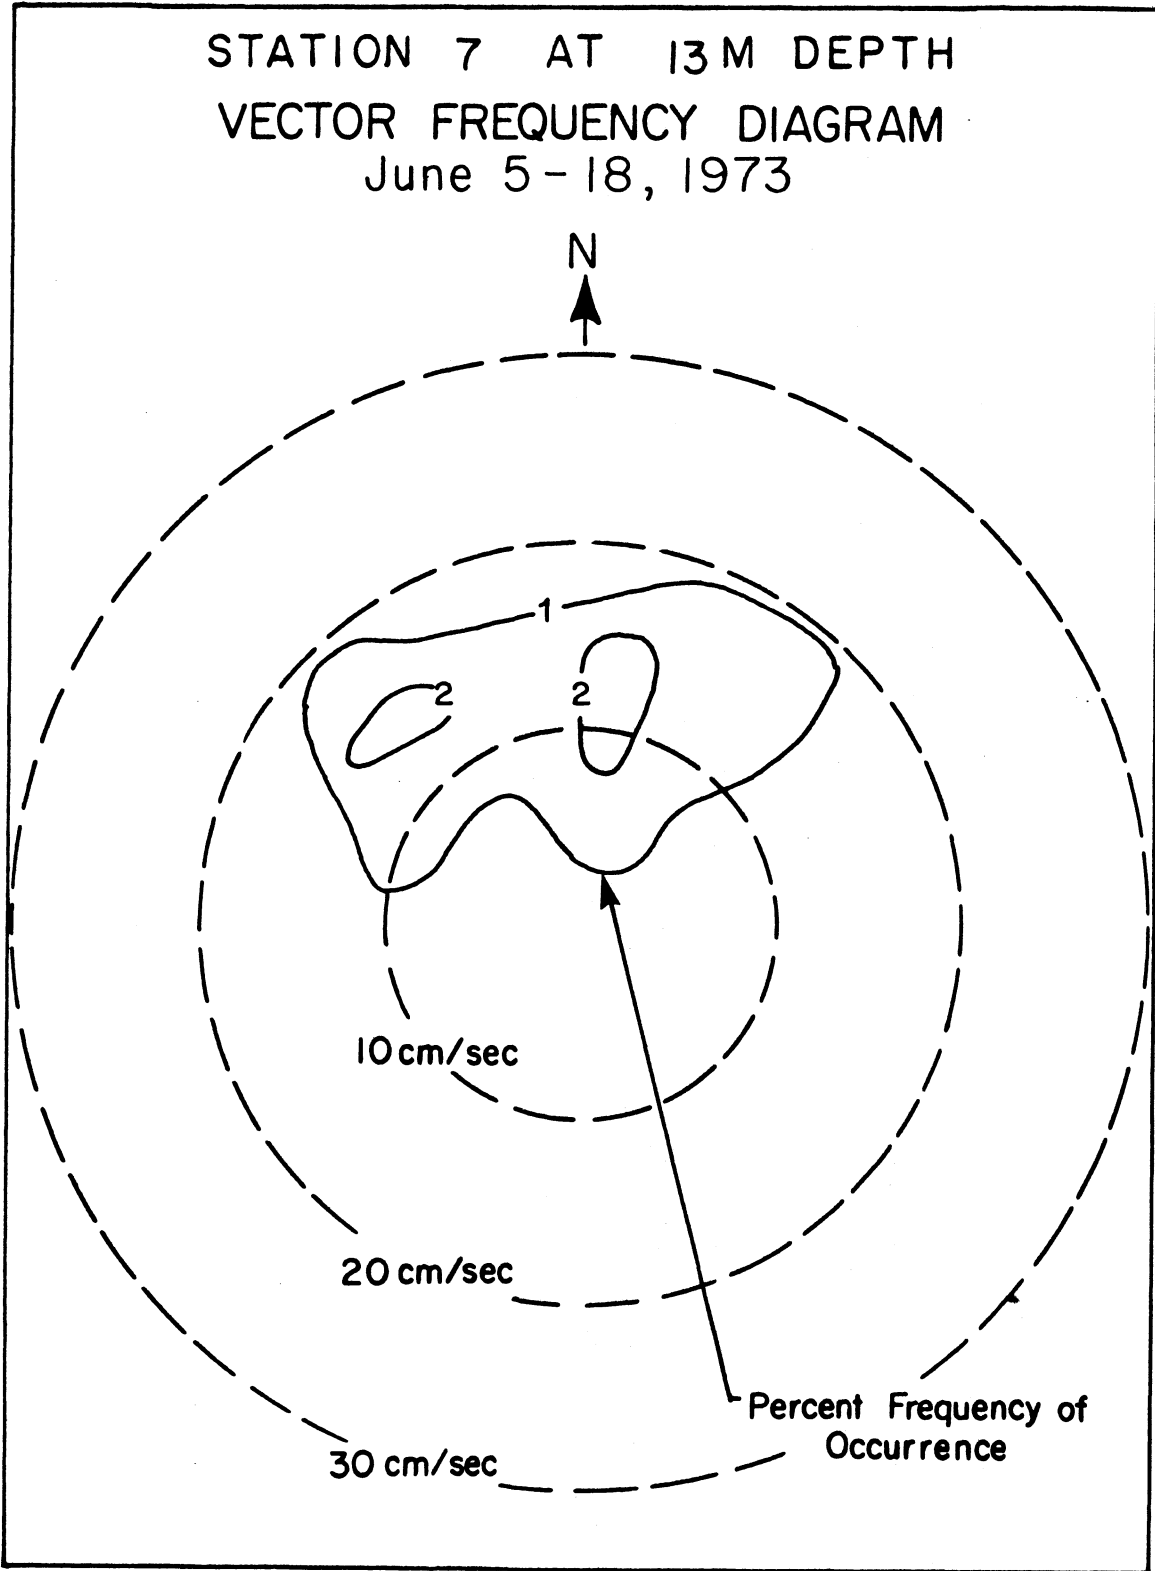 STATION 7 AT 13 M DEPTH
VECTOR FREQUENCY DIAGRAM
June 5-18, 1973
N
1
2
2
10 cm/sec
20 cm/sec
Percent Frequency of
Occurrence
30 cm/sec